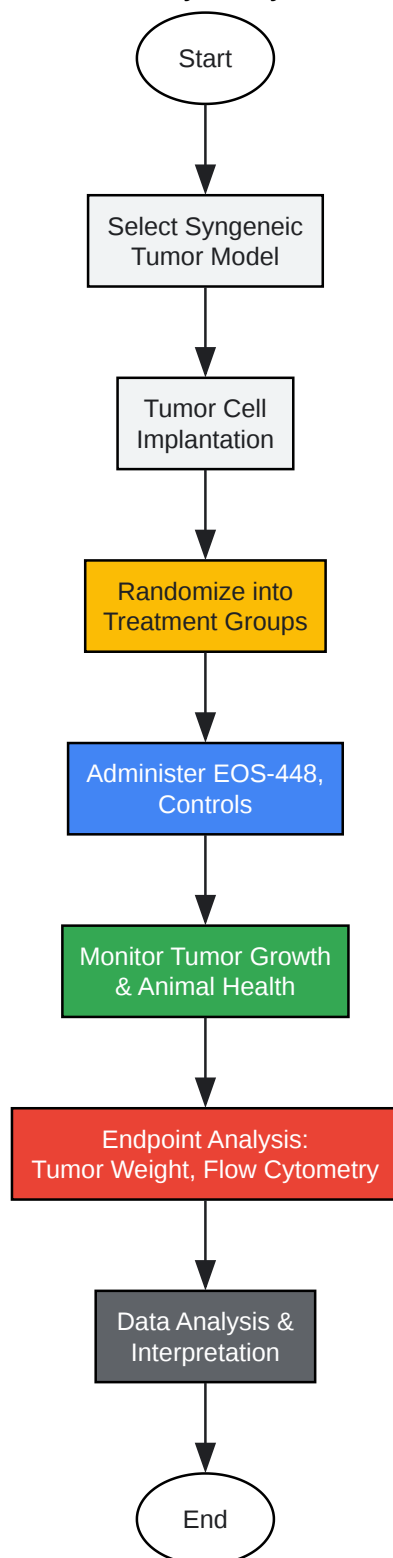 Start
Select Syngeneic
Tumor Model
Tumor Cell
Implantation
Randomize into
Treatment Groups
Administer EOS-448,
Controls
Monitor Tumor Growth
& Animal Health
Endpoint Analysis:
Tumor Weight, Flow Cytometry
Data Analysis &
Interpretation
End